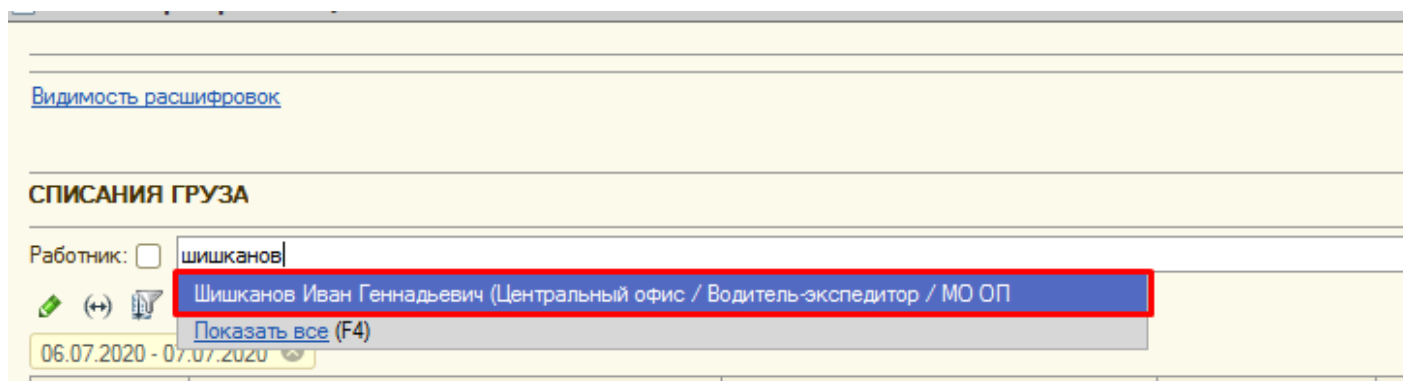 Видимость расшифровок
СПИСАНИЯ ГРУЗА
Работник: шишканов
Шишканов Иван Геннадьевич (Центральный офис / Водитель-экспедитор / МО ОП
Показать все (F4)
06.07.2020 - 07.07.2020